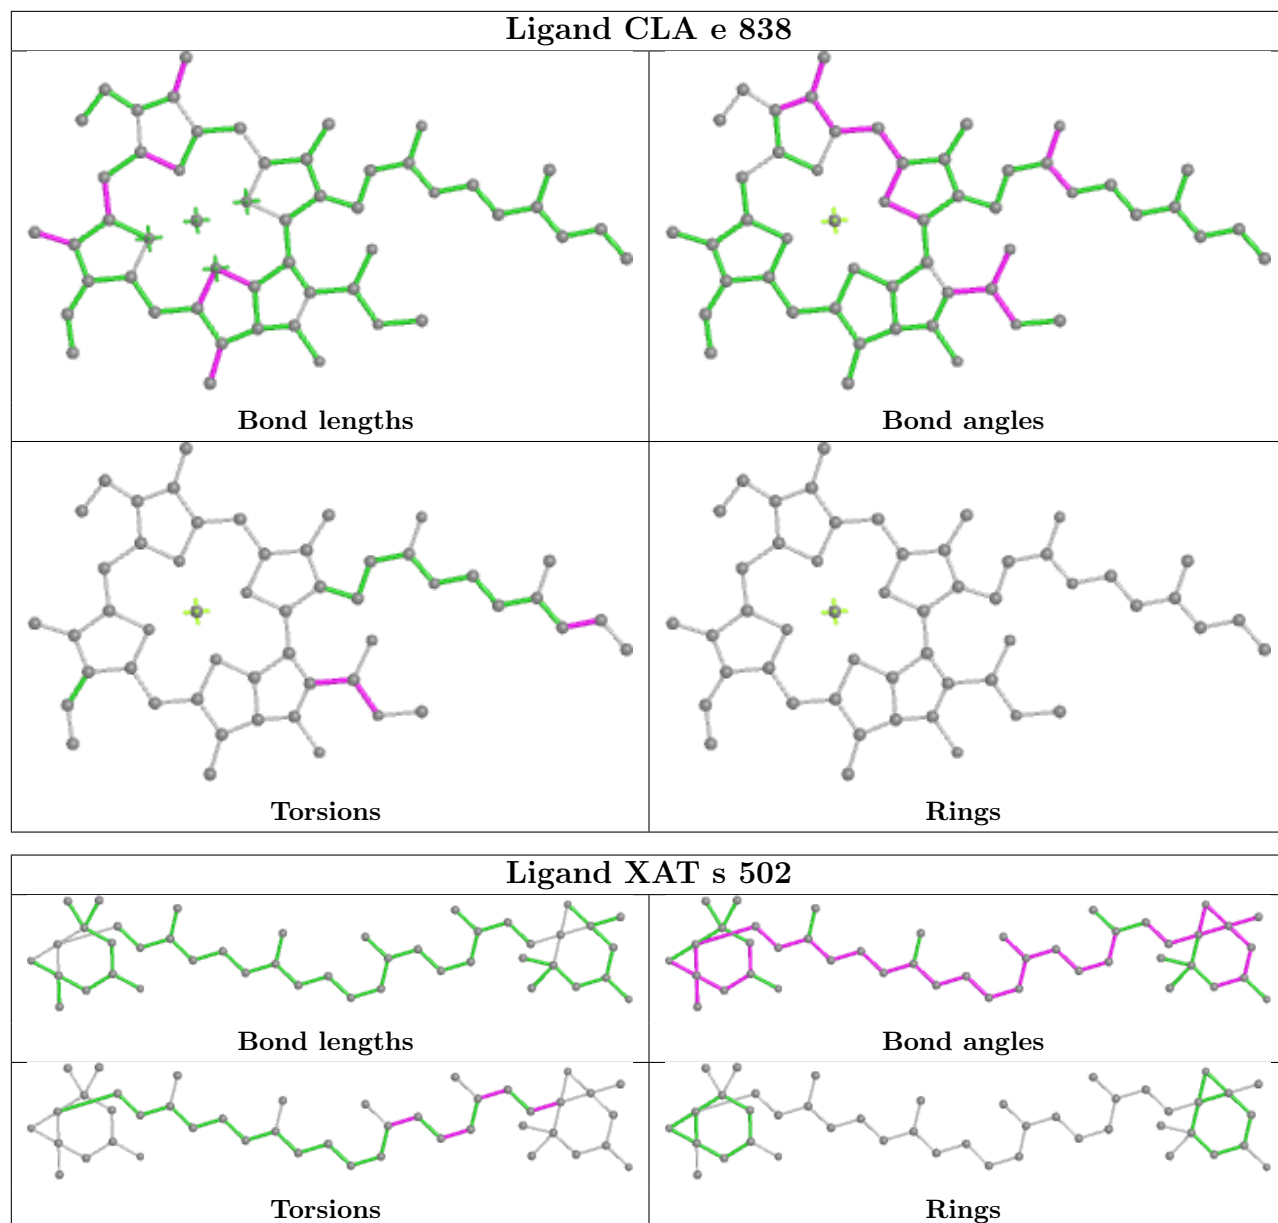 Ligand CLA e 838
Bond lengths
Bond angles
Torsions
Rings
Ligand XAT s 502
Bond lengths
Bond angles
Torsions
Rings